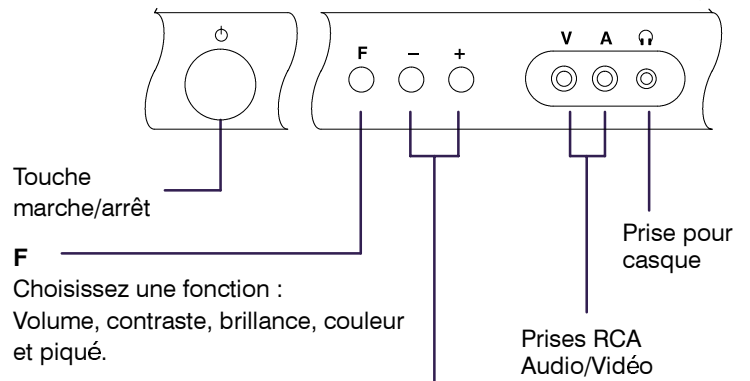 F − +
V A
Touche
marche/arrêt
F
Choisissez une fonction :
Volume, contraste, brillance, couleur
et piqué.
Prise pour
casque
Prises RCA
Audio/Vidéo